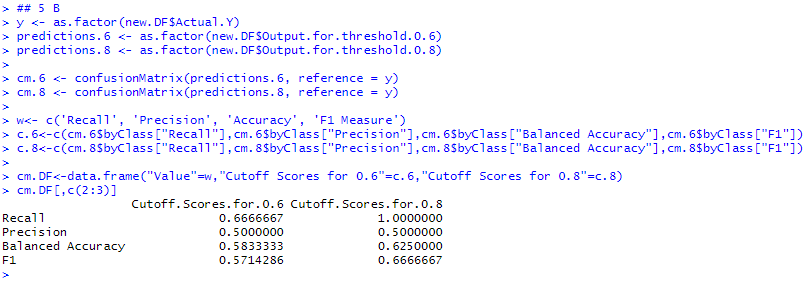 > ## 5 B
> y <- as.factor(new.DF$Actual.Y)
> predictions.6 <- as.factor(new.DF$Output.for.threshold.0.6)
> predictions.8 <- as.factor(new.DF$Output.for.threshold.0.8)
>
> cm.6 <- confusionMatrix(predictions.6, reference = y)
> cm.8 <- confusionMatrix(predictions.8, reference = y)
>
> w<- c('Recall', 'Precision', 'Accuracy', 'F1 Measure')
> c.6<-c(cm.6$byClass["Recall"],cm.6$byClass["Precision"],cm.6$byClass["Balanced Accuracy"],cm.6$byClass["F1"])
> c.8<-c(cm.8$byClass["Recall"],cm.8$byClass["Precision"],cm.8$byClass["Balanced Accuracy"],cm.8$byClass["F1"])
>
> cm.DF<-data.frame("Value"=w,"Cutoff Scores for 0.6"=c.6,"Cutoff Scores for 0.8"=c.8)
> cm.DF[,c(2:3)]
Cutoff.Scores.for.0.6 Cutoff.Scores.for.0.8
Recall 0.6666667 1.0000000
Precision 0.5000000 0.5000000
Balanced Accuracy 0.5833333 0.6250000
F1 0.5714286 0.6666667
>